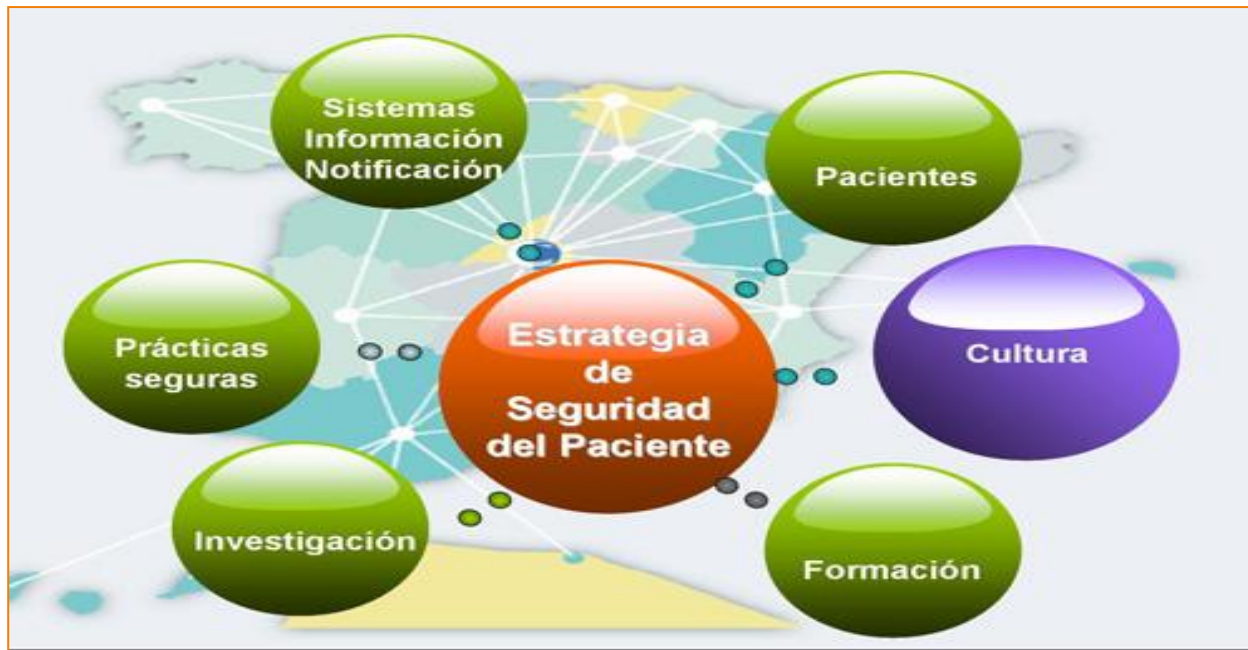 Sistemas
Información
Notificación
Pacientes
Prácticas
seguras
Estrategia
de
Seguridad
del Paciente
Cultura
Investigación
Formación